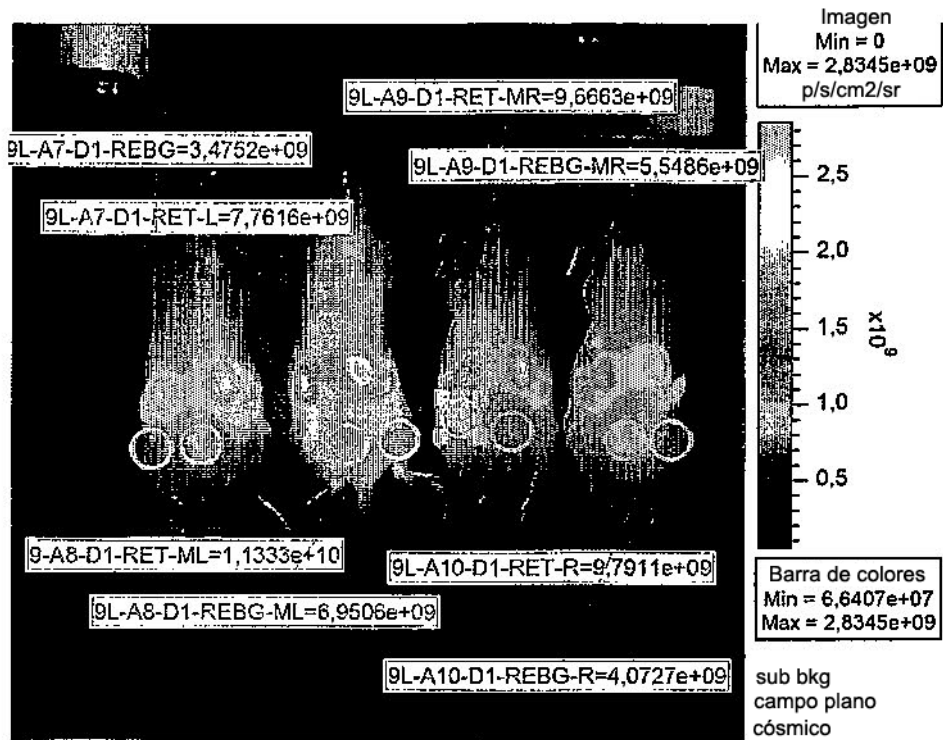 Imagen
Min = 0
Max = 2,8345e+09
p/s/cm2/sr
9L-A9-D1-RET-MR=9,6663e+09
9L-A7-D1-REBG=3,4752e+09
9L-A9-D1-REBG-MR=5,5486e+09
9L-A7-D1-RET-L=7,7616e+09
2,5
2,0
1,5
x10⁹
1,0
0,5
9-A8-D1-RET-ML=1,1333e+10
9L-A10-D1-RET-R=9,7911e+09
9L-A8-D1-REBG-ML=6,9506e+09
9L-A10-D1-REBG-R=4,0727e+09
Barra de colores
Min = 6,6407e+07
Max = 2,8345e+09
sub bkg
campo plano
cósmico